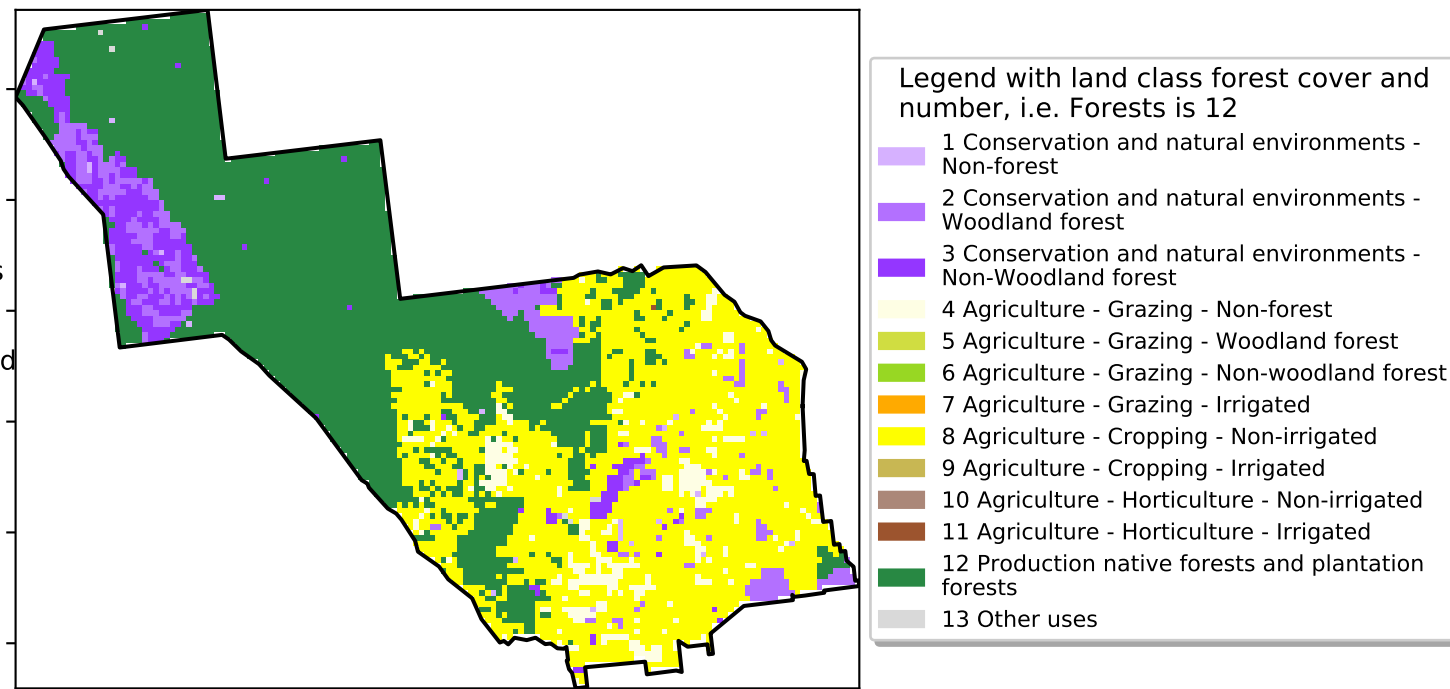 Legend with land class forest cover and
number, i.e. Forests is 12
1 Conservation and natural environments -
Non-forest
2 Conservation and natural environments -
Woodland forest
3 Conservation and natural environments -
Non-Woodland forest
4 Agriculture - Grazing - Non-forest
5 Agriculture - Grazing - Woodland forest
6 Agriculture - Grazing - Non-woodland forest
7 Agriculture - Grazing - Irrigated
8 Agriculture - Cropping - Non-irrigated
9 Agriculture - Cropping - Irrigated
10 Agriculture - Horticulture - Non-irrigated
11 Agriculture - Horticulture - Irrigated
12 Production native forests and plantation
forests
13 Other uses